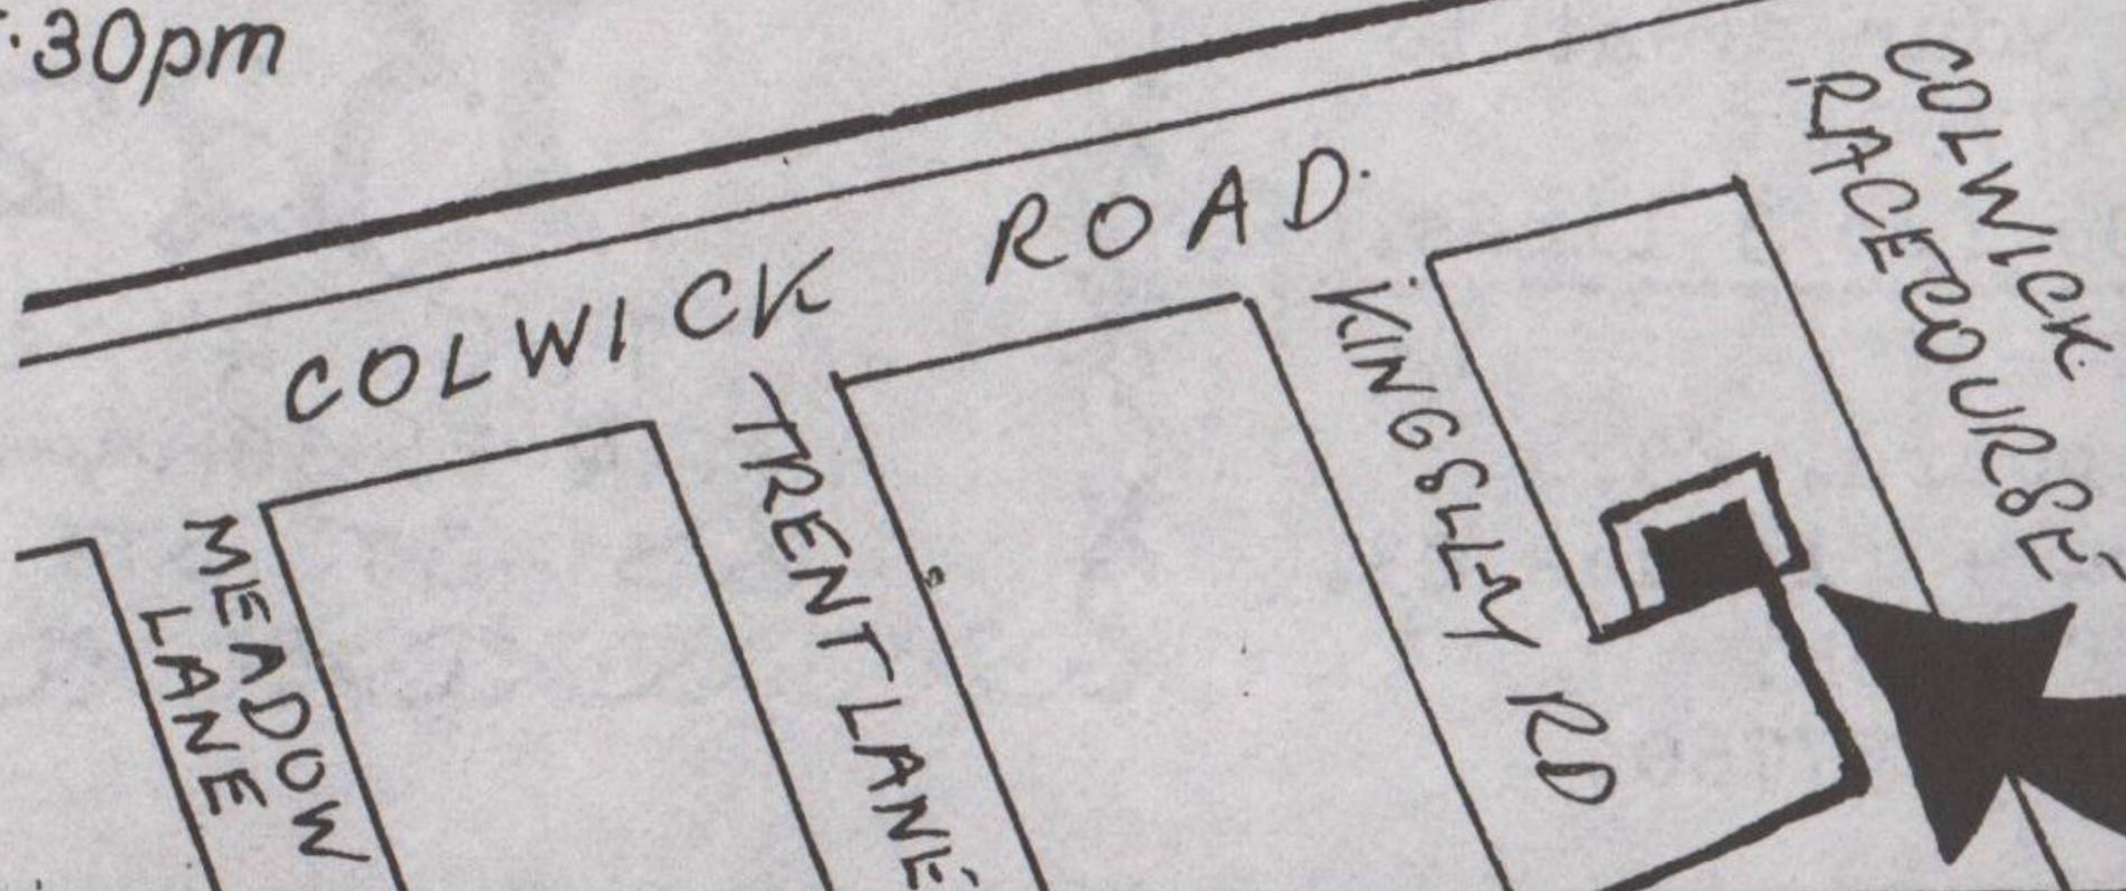 :30pm
COLWICK ROAD.
MEADOW
LANE
TRENT LANE
KINGSLEY RD
COLWICK
RACECOURSE